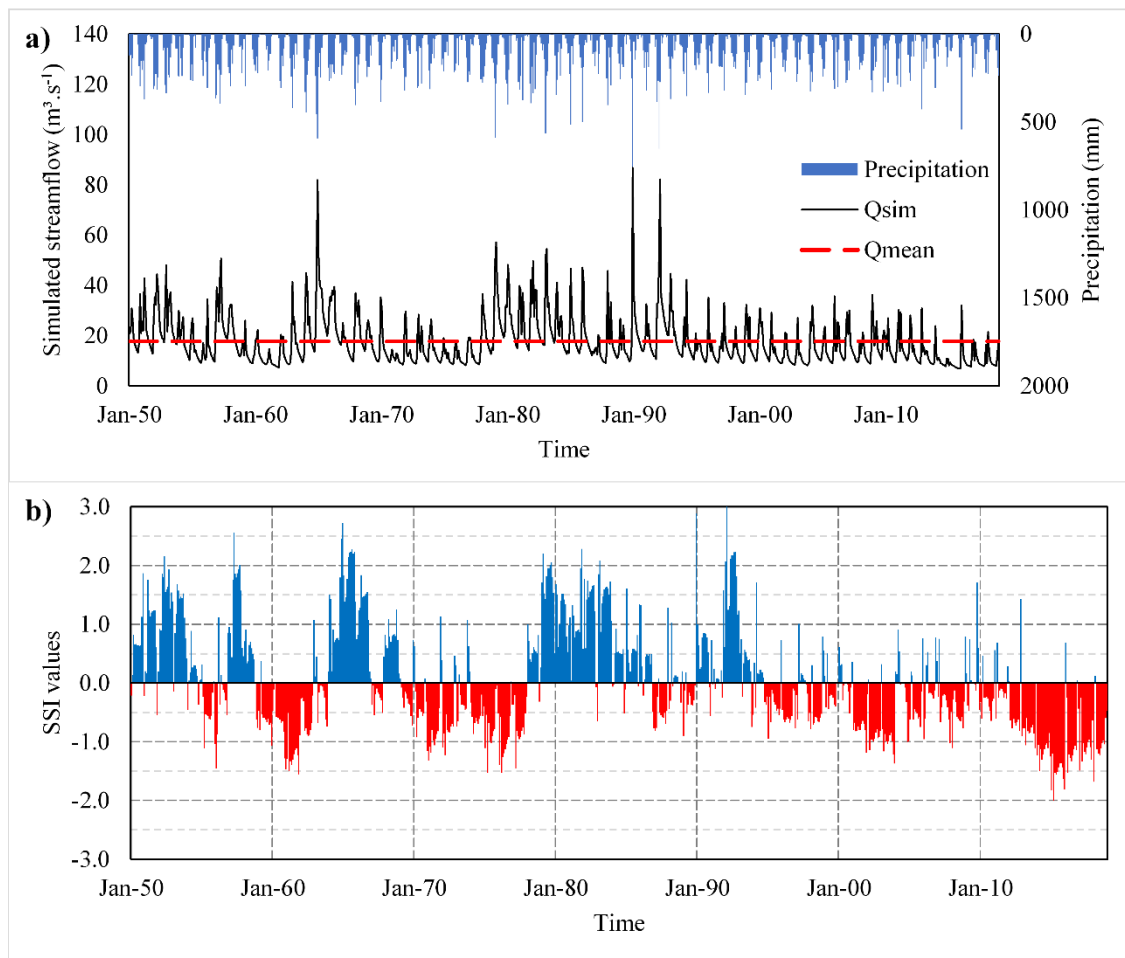 a)
140
120
100
80
60
40
20
0
Simulated streamflow (m³.s⁻¹)
0
500
1000
1500
2000
Precipitation (mm)
Precipitation
Qsim
Qmean
Jan-50 Jan-60 Jan-70 Jan-80 Jan-90 Jan-00 Jan-10
Time
b)
3.0
2.0
1.0
0.0
-1.0
-2.0
-3.0
SSI values
Jan-50 Jan-60 Jan-70 Jan-80 Jan-90 Jan-00 Jan-10
Time